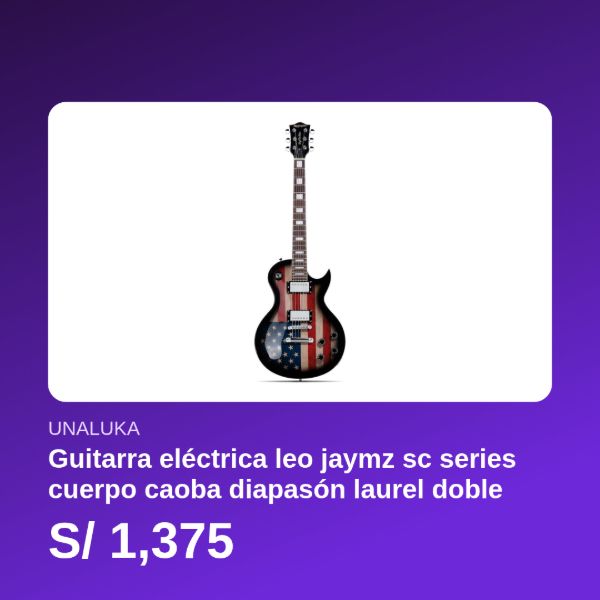 UNALUKA
Guitarra eléctrica leo jaymz sc series
cuerpo caoba diapasón laurel doble
S/ 1,375